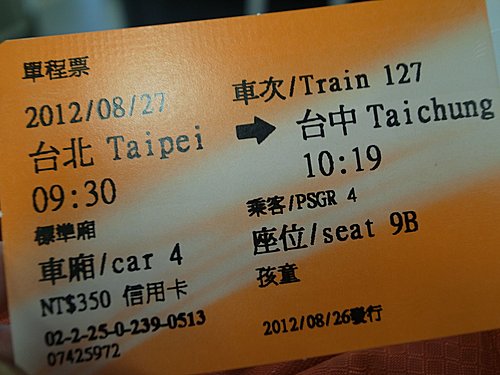 單程票
2012/08/27 車次/Train 127
台北 Taipei → 台中 Taichung
09:30 10:19
標準廂 乘客/PSGR 4
車廂/car 4 座位/seat 9B
NT$350 信用卡 孩童
02-2-25-0-239-0513
07425972 2012/08/26發行